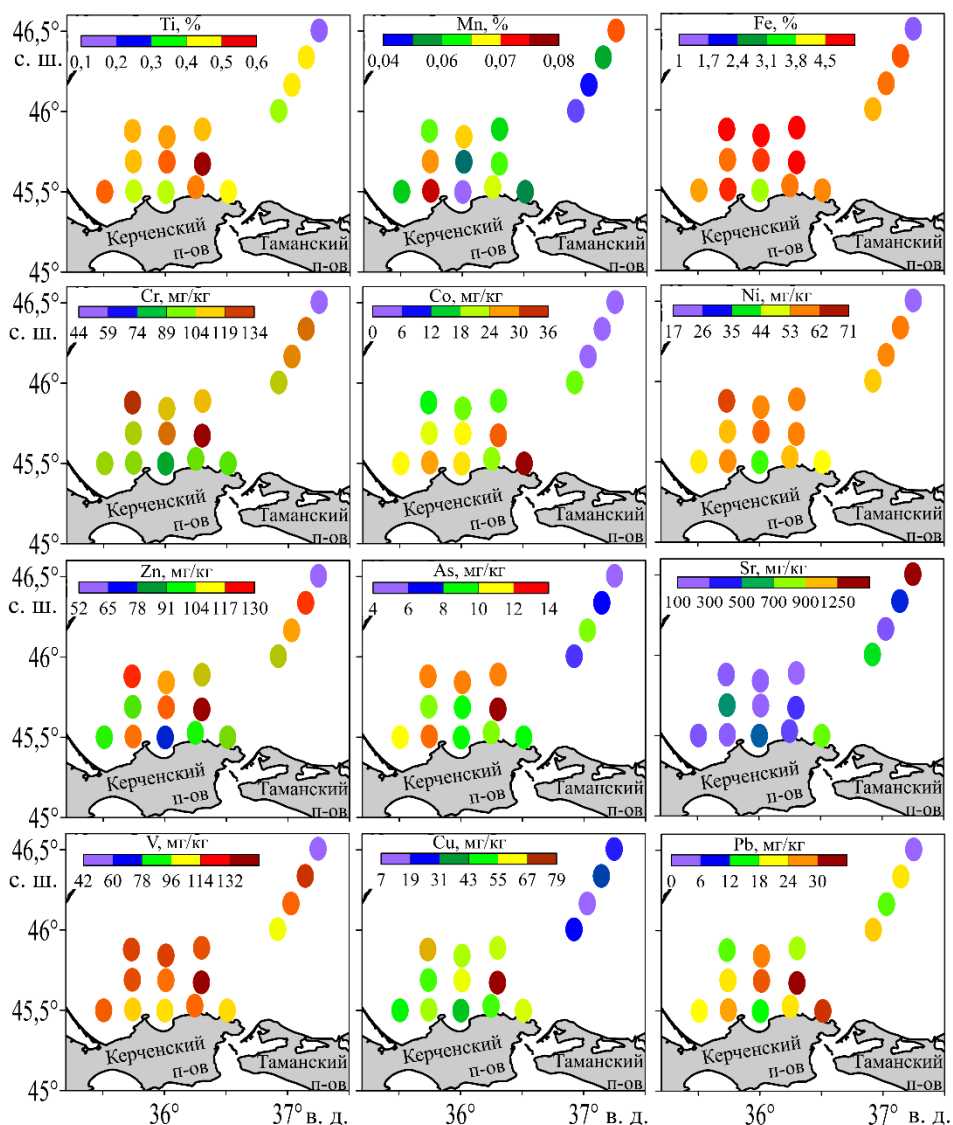 46,5°
с. ш.
46°
45,5°
45°
Ti, %
0,1 0,2 0,3 0,4 0,5 0,6
Керченский
п-ов
Таманский
п-ов
Mn, %
0,04 0,06 0,07 0,08
Керченский
п-ов
Таманский
п-ов
Fe, %
1 1,7 2,4 3,1 3,8 4,5
Керченский
п-ов
Таманский
п-ов
46,5°
с. ш.
46°
45,5°
45°
Cr, мг/кг
44 59 74 89 104 119 134
Керченский
п-ов
Таманский
п-ов
Co, мг/кг
0 6 12 18 24 30 36
Керченский
п-ов
Таманский
п-ов
Ni, мг/кг
17 26 35 44 53 62 71
Керченский
п-ов
Таманский
п-ов
46,5°
с. ш.
46°
45,5°
45°
Zn, мг/кг
52 65 78 91 104 117 130
Керченский
п-ов
Таманский
п-ов
As, мг/кг
4 6 8 10 12 14
Керченский
п-ов
Таманский
п-ов
Sr, мг/кг
100 300 500 700 900 1250
Керченский
п-ов
Таманский
п-ов
46,5°
с. ш.
46°
45,5°
45°
V, мг/кг
42 60 78 96 114 132
Керченский
п-ов
Таманский
п-ов
36° 37° в. д.
Cu, мг/кг
7 19 31 43 55 67 79
Керченский
п-ов
Таманский
п-ов
36° 37° в. д.
Pb, мг/кг
0 6 12 18 24 30
Керченский
п-ов
Таманский
п-ов
36° 37° в. д.